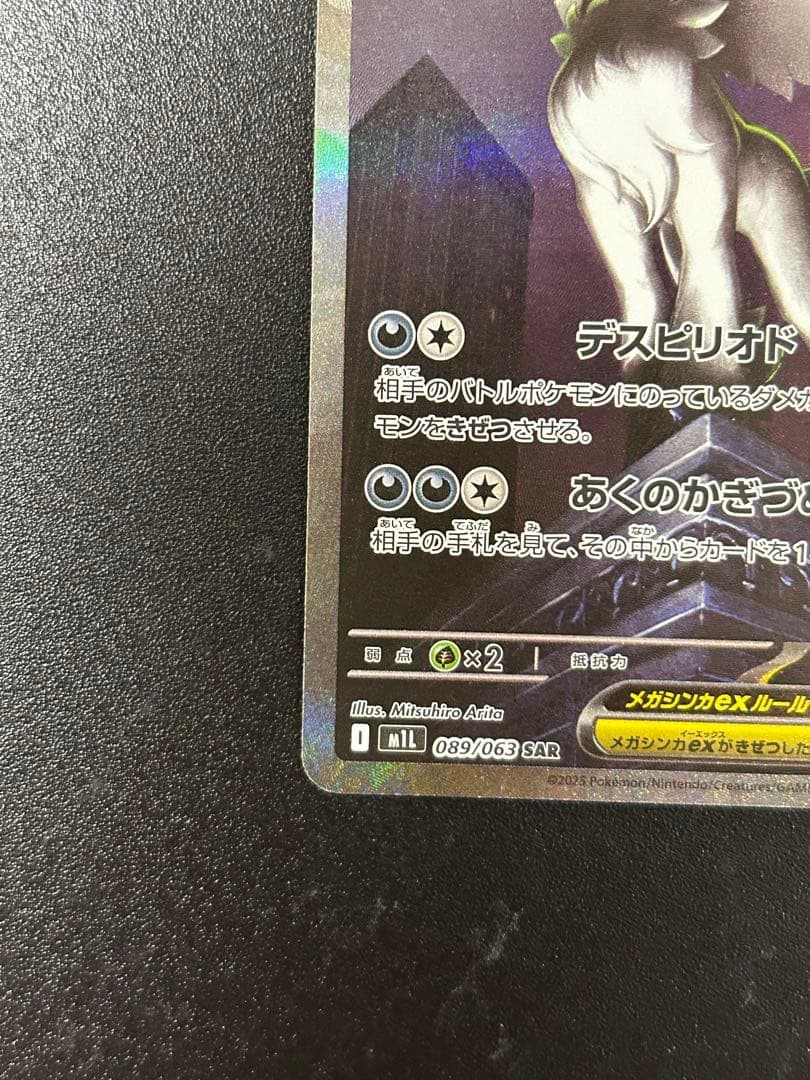 デスピリオド
あいて
相手のバトルポケモンにのっているダメカ
モンをきぜつさせる。
あくのかぎづめ
あいて てふだ み なか
相手の手札を見て、その中からカードを1
弱点 ×2 抵抗力
Illus. Mitsuhiro Arita
メガシンカexルール
I M1L 089/063 SAR
イーエックス
メガシンカexがきぜつした
©2025 Pokémon/Nintendo/Creatures/GAM